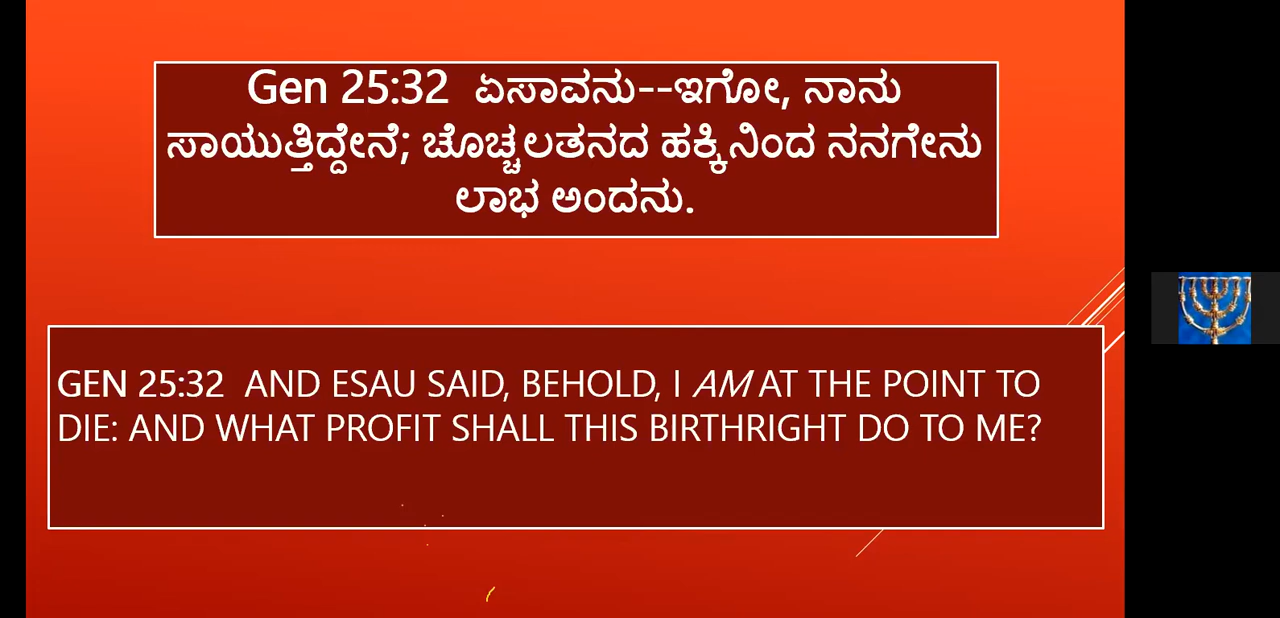 Gen 25:32 ಏಸಾವನು--ಇಗೋ, ನಾನು
ಸಾಯುತ್ತಿದ್ದೇನೆ; ಚೊಚ್ಚಲತನದ ಹಕ್ಕಿನಿಂದ ನನಗೇನು
ಲಾಭ ಅಂದನು.
GEN 25:32 AND ESAU SAID, BEHOLD, I AM AT THE POINT TO
DIE: AND WHAT PROFIT SHALL THIS BIRTHRIGHT DO TO ME?